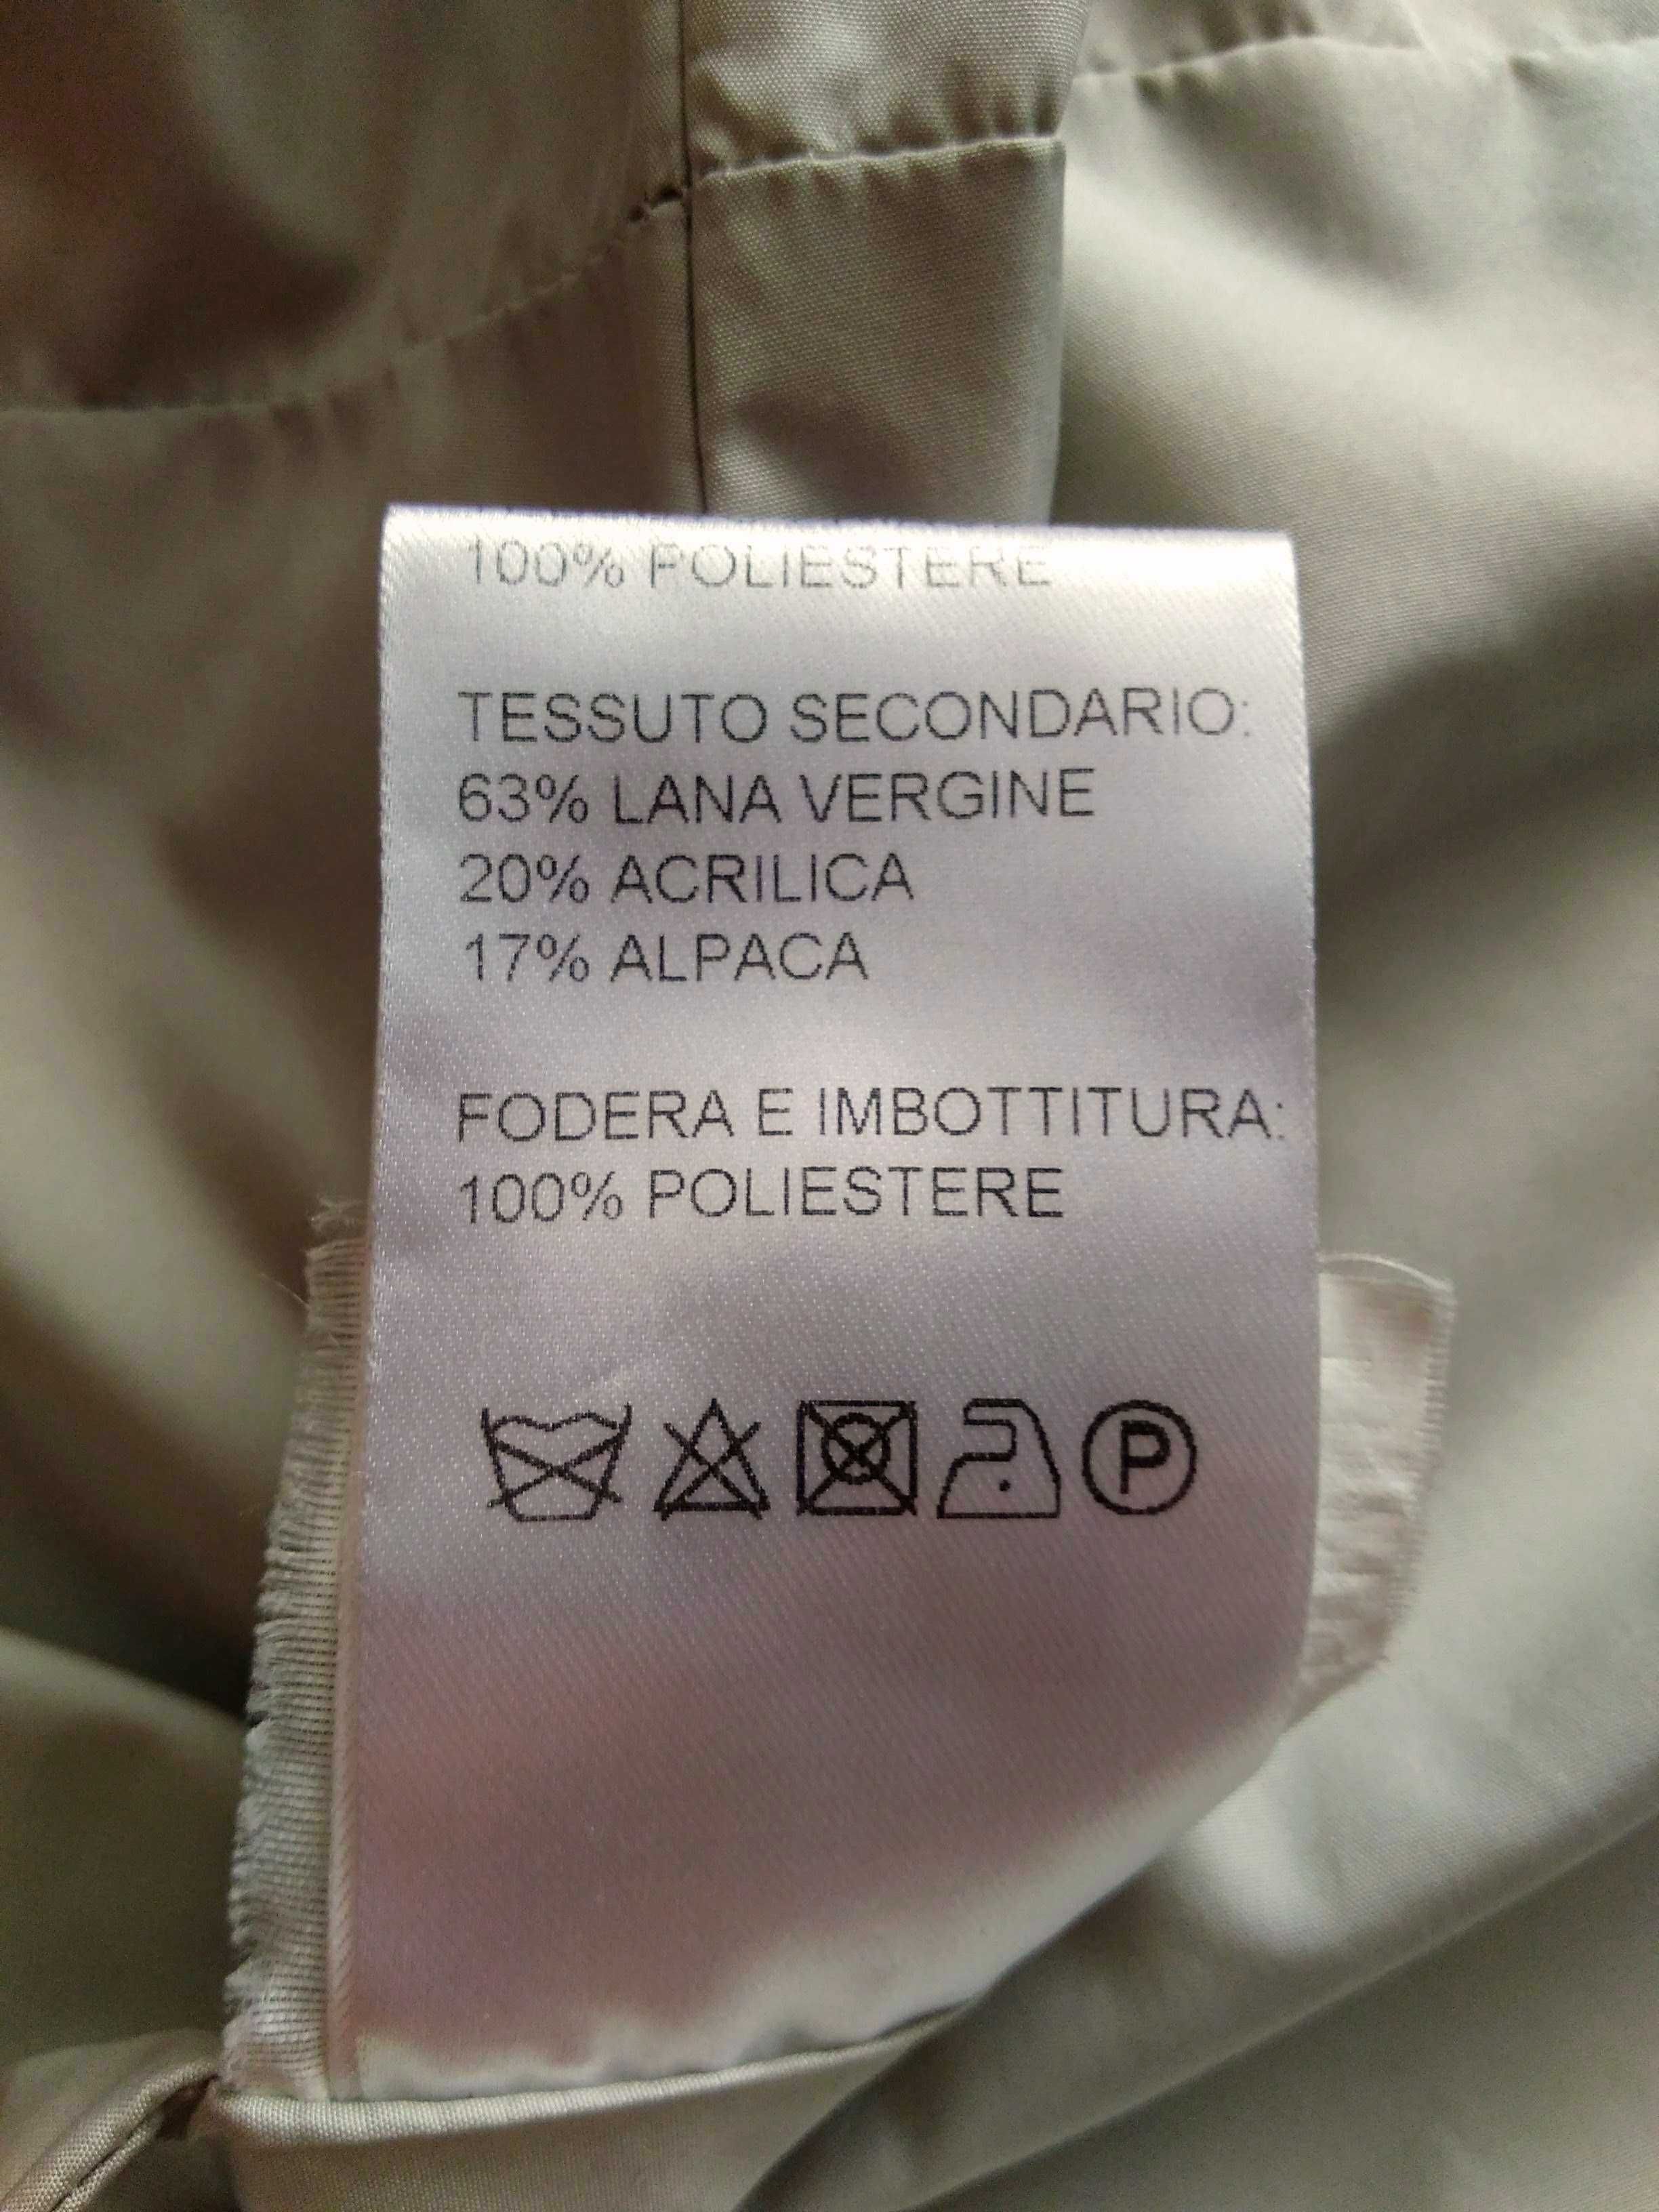 100% POLIESTERE
TESSUTO SECONDARIO:
63% LANA VERGINE
20% ACRILICA
17% ALPACA
FODERA E IMBOTTITURA:
100% POLIESTERE
P